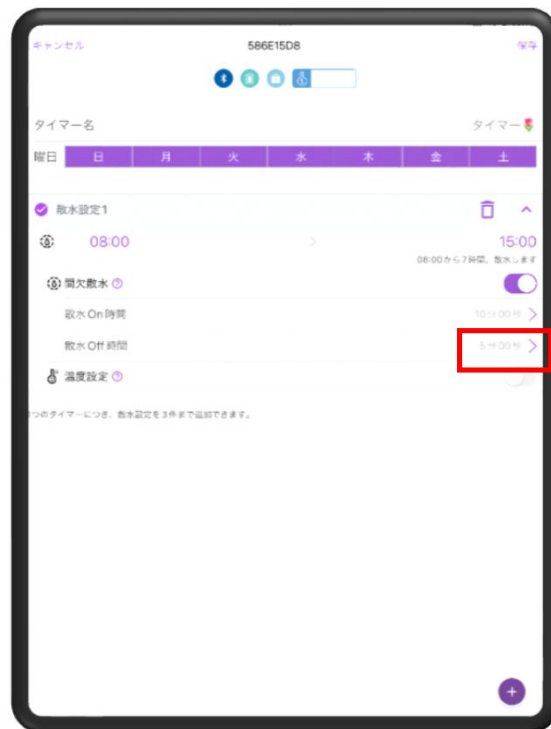 キャンセル 586E15D8 保存
タイマー名 タイマー🌷
曜日 日 月 火 水 木 金 土
散水設定1
08:00 > 15:00
08:00から7時間、散水します
間欠散水
散水On時間 10分00秒 >
散水Off時間 5分00秒 >
温度設定
1つのタイマーにつき、散水設定を3件まで追加できます。